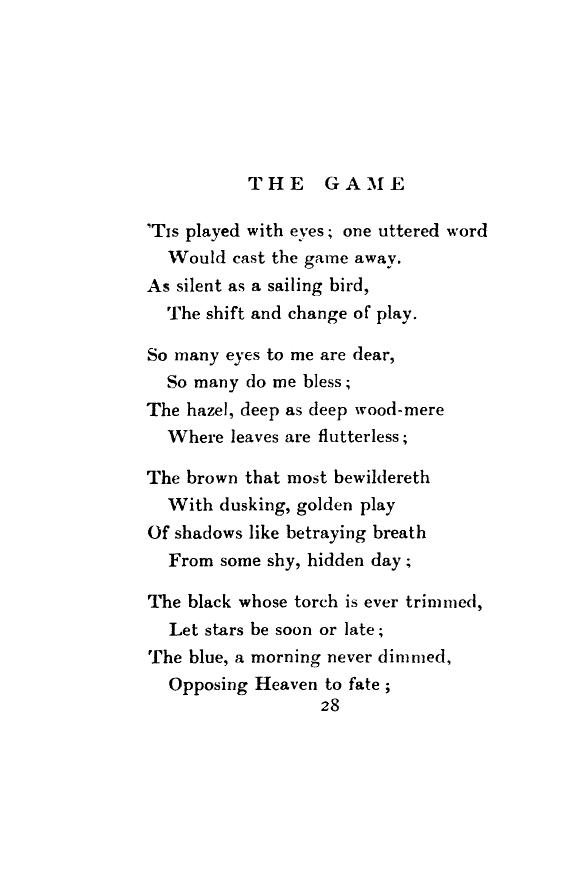 THE GAME
'Tis played with eyes; one uttered word
Would cast the game away.
As silent as a sailing bird,
The shift and change of play.
So many eyes to me are dear,
So many do me bless;
The hazel, deep as deep wood-mere
Where leaves are flutterless;
The brown that most bewildereth
With dusking, golden play
Of shadows like betraying breath
From some shy, hidden day;
The black whose torch is ever trimmed,
Let stars be soon or late;
The blue, a morning never dimmed,
Opposing Heaven to fate;
28